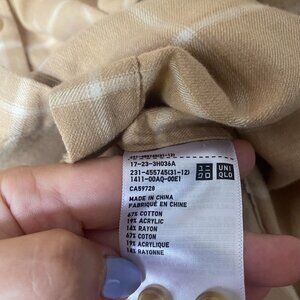 17-23-3H036A
231-455745(31-12)
1411-00AQ-00E1
UNI
QLO
CA59728
MADE IN CHINA
FABRIQUÉ EN CHINE
67% COTTON
19% ACRYLIC
14% RAYON
67% COTON
19% ACRYLIQUE
14% RAYONNE